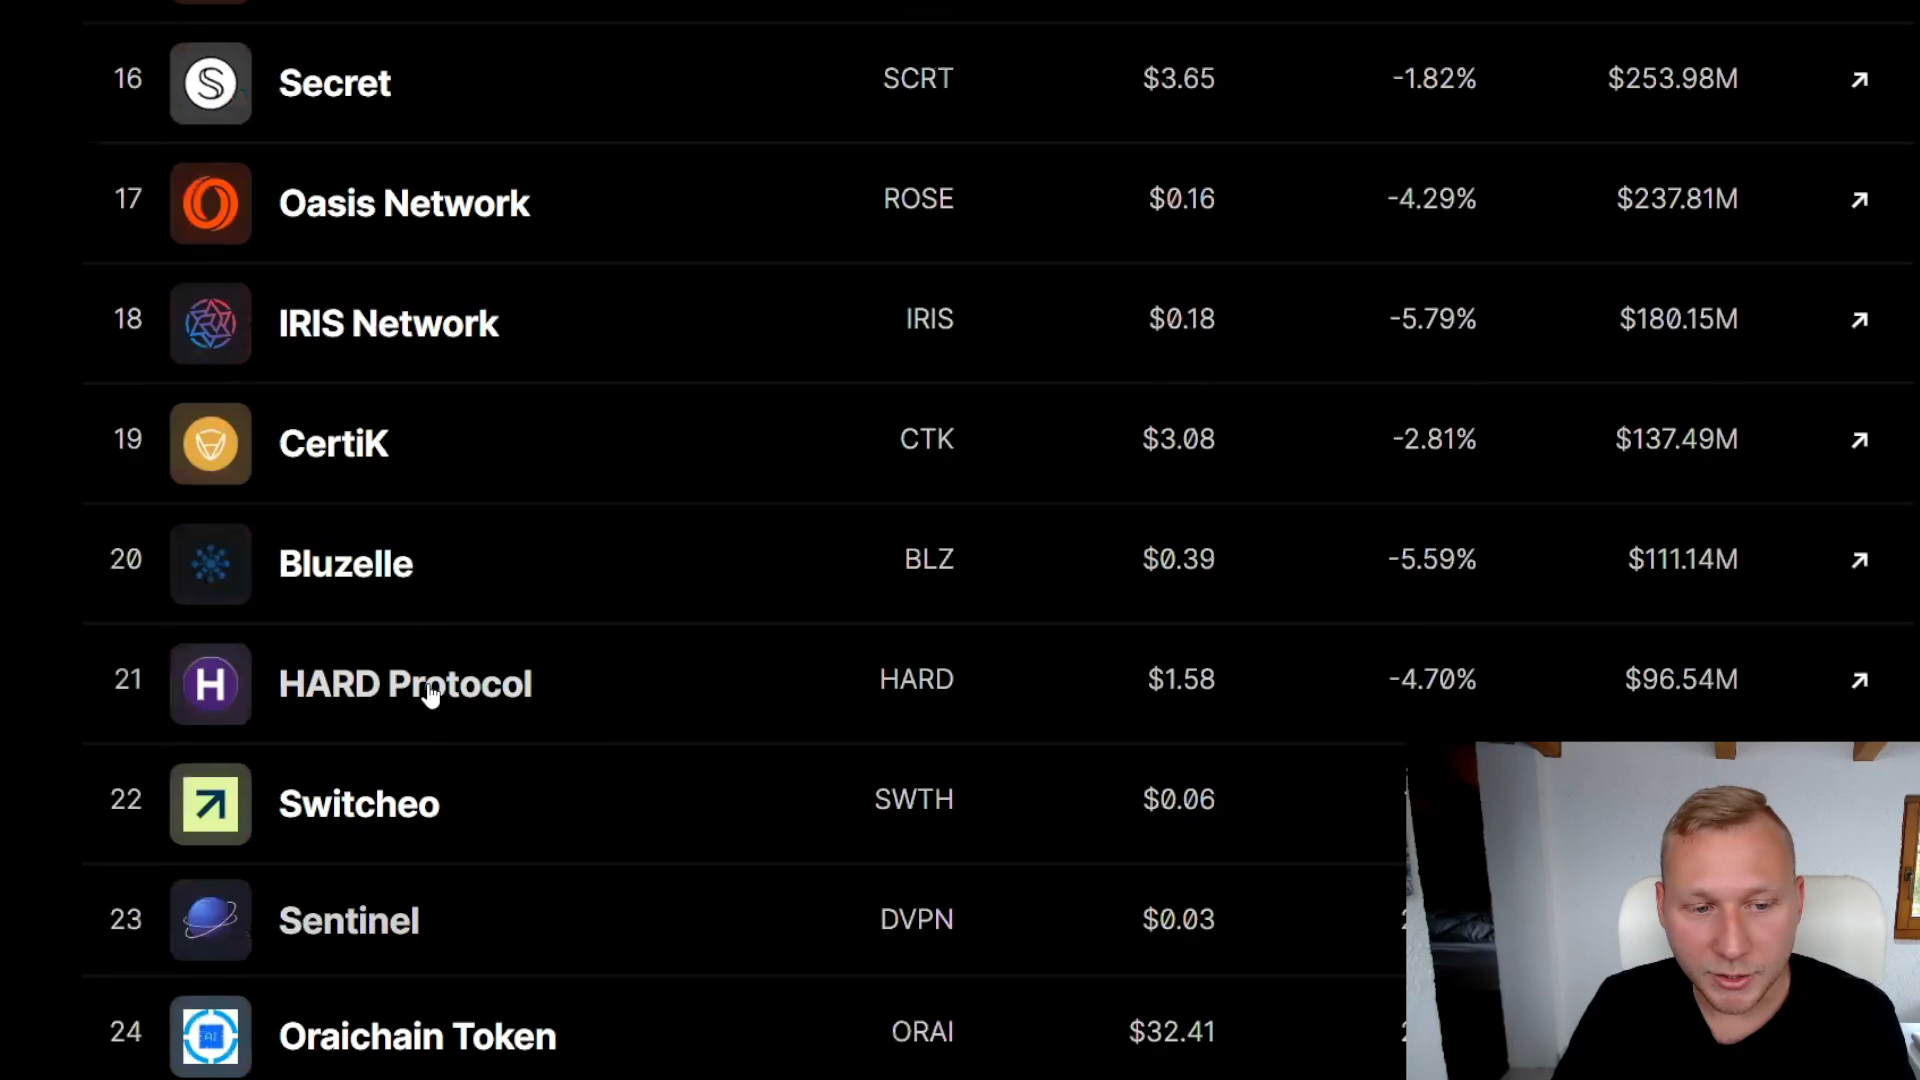 16 Secret SCRT $3.65 -1.82% $253.98M
17 Oasis Network ROSE $0.16 -4.29% $237.81M
18 IRIS Network IRIS $0.18 -5.79% $180.15M
19 CertiK CTK $3.08 -2.81% $137.49M
20 Bluzelle BLZ $0.39 -5.59% $111.14M
21 H HARD Protocol HARD $1.58 -4.70% $96.54M
22 Switcheo SWTH $0.06
23 Sentinel DVPN $0.03
24 AI Oraichain Token ORAI $32.41